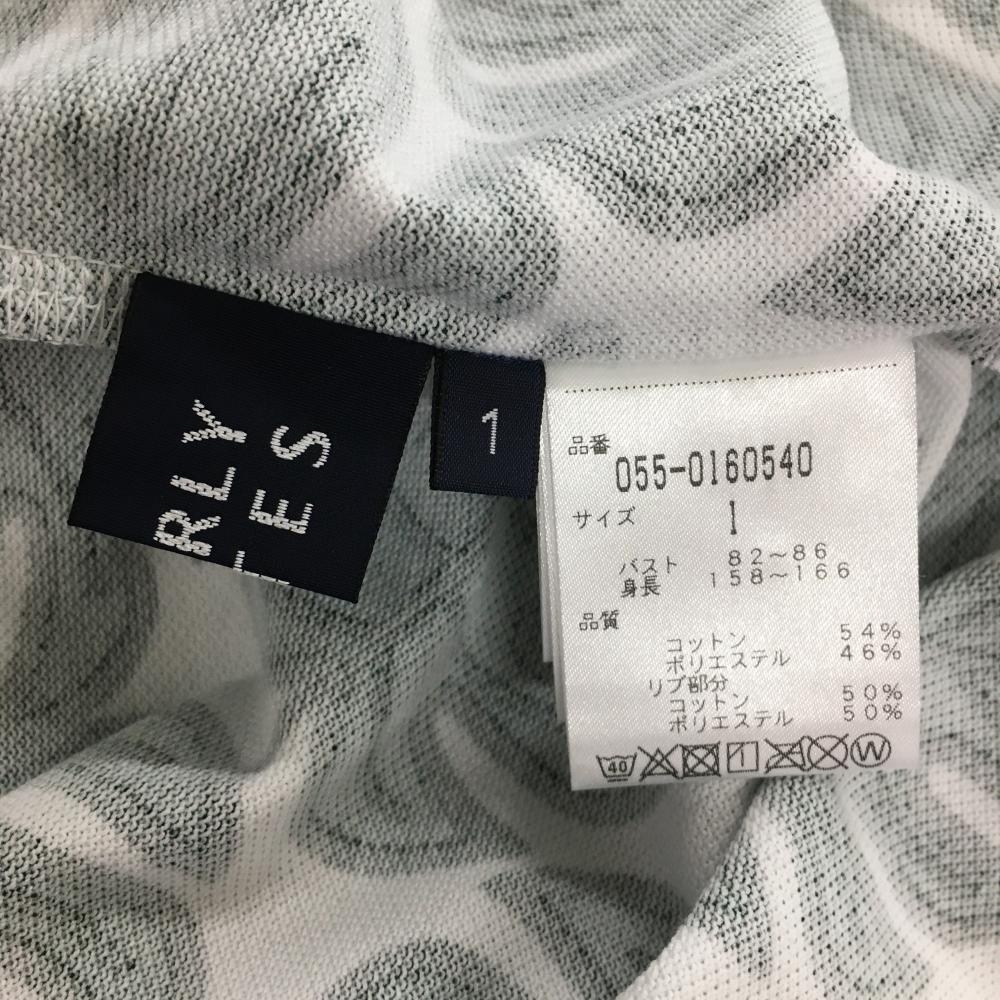 RLY
ES
1
品番
055-0160540
サイズ 1
バスト 82~86
身長 158~166
品質
コットン 54%
ポリエステル 46%
リブ部分
コットン 50%
ポリエステル 50%
40 1 W